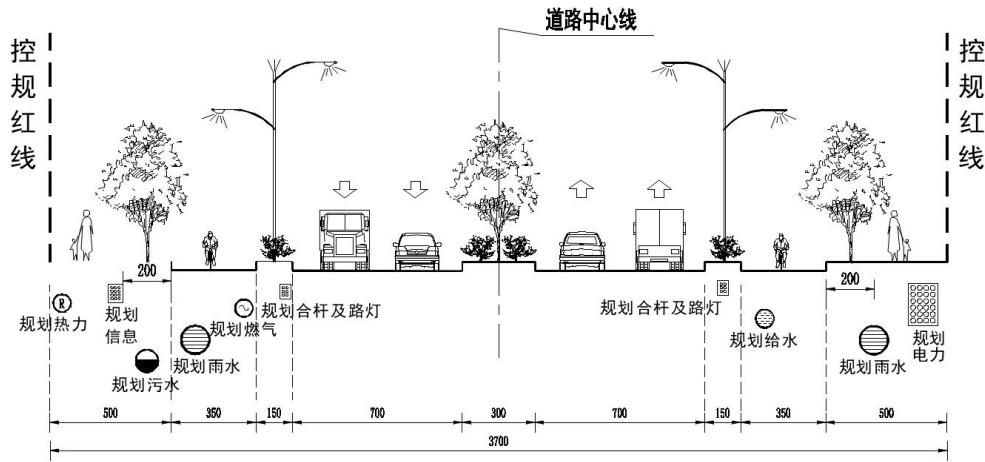 道路中心线
控规红线
控规红线
200
200
R
规划热力
规划信息
规划污水
规划雨水
规划燃气
规划合杆及路灯
规划合杆及路灯
规划给水
规划雨水
规划电力
500
350
150
700
300
700
150
350
500
3700